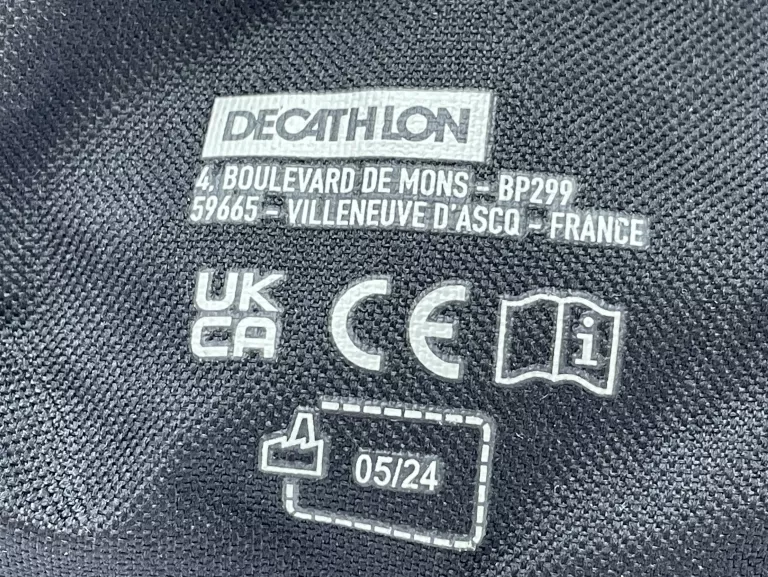 DECATHLON
4, BOULEVARD DE MONS - BP299
59665 - VILLENEUVE D'ASCQ - FRANCE
UK
CA
CE
i
05/24